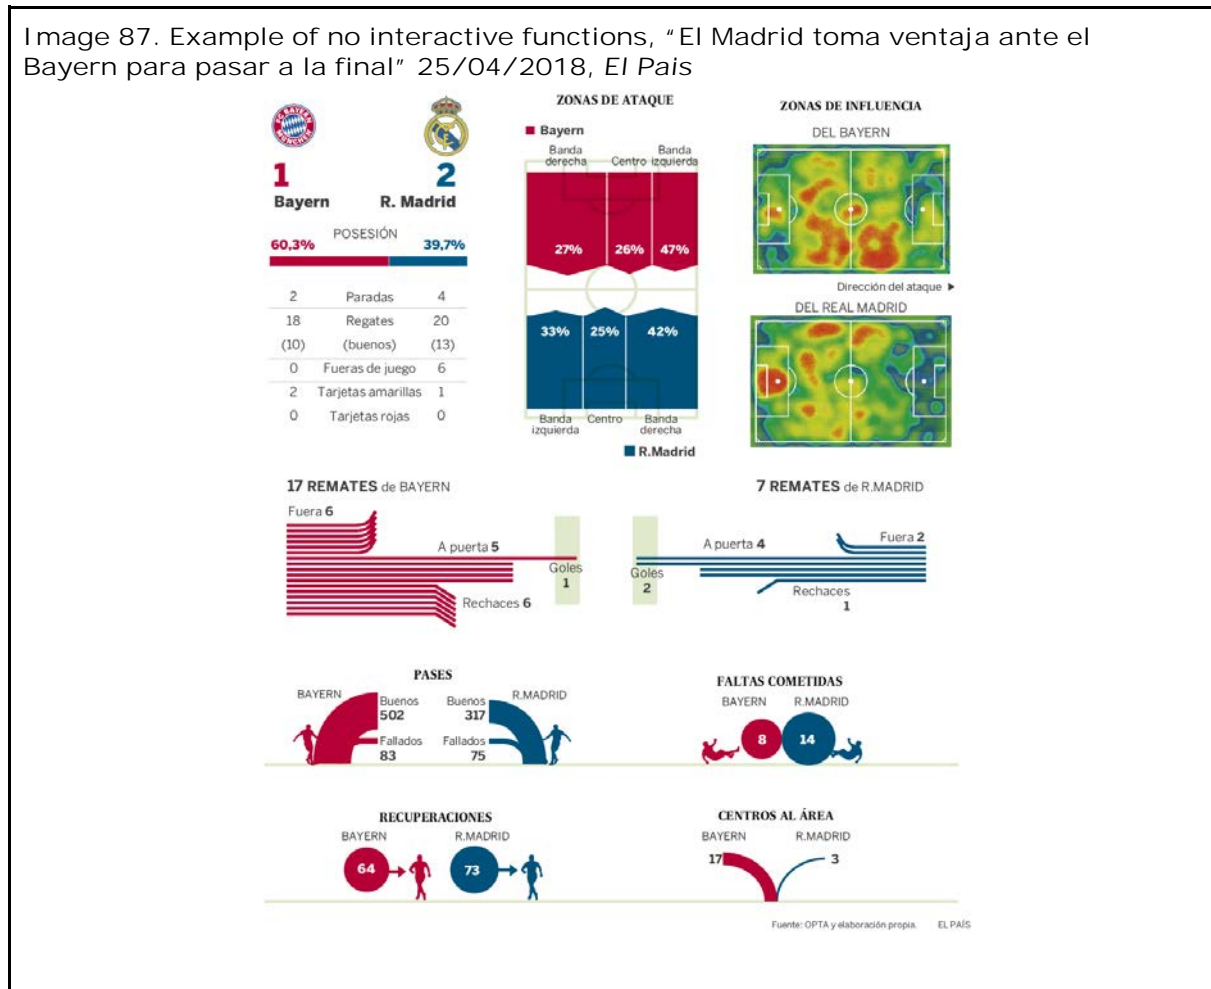 Image 87. Example of no interactive functions, “El Madrid toma ventaja ante el
Bayern para pasar a la final” 25/04/2018, El Pais
FC BAYERN
MÜNCHEN
1
2
Bayern
R. Madrid
POSESIÓN
60,3%
39,7%
2 Paradas 4
18 Regates 20
(10) (buenos) (13)
0 Fueras de juego 6
2 Tarjetas amarillas 1
0 Tarjetas rojas 0
ZONAS DE ATAQUE
Bayern
Banda
derecha
Centro
Banda
izquierda
27% 26% 47%
33% 25% 42%
Banda
izquierda
Centro
Banda
derecha
R.Madrid
ZONAS DE INFLUENCIA
DEL BAYERN
Dirección del ataque
DEL REAL MADRID
17 REMATES de BAYERN
Fuera 6
A puerta 5
Goles
1
Rechaces 6
7 REMATES de R.MADRID
Fuera 2
A puerta 4
Goles
2
Rechaces
1
PASES
BAYERN
Buenos
502
Fallados
83
R.MADRID
Buenos
317
Fallados
75
FALTAS COMETIDAS
BAYERN R.MADRID
8 14
RECUPERACIONES
BAYERN R.MADRID
64 73
CENTROS AL ÁREA
BAYERN R.MADRID
17 3
Fuente: OPTA y elaboración propia. EL PAÍS